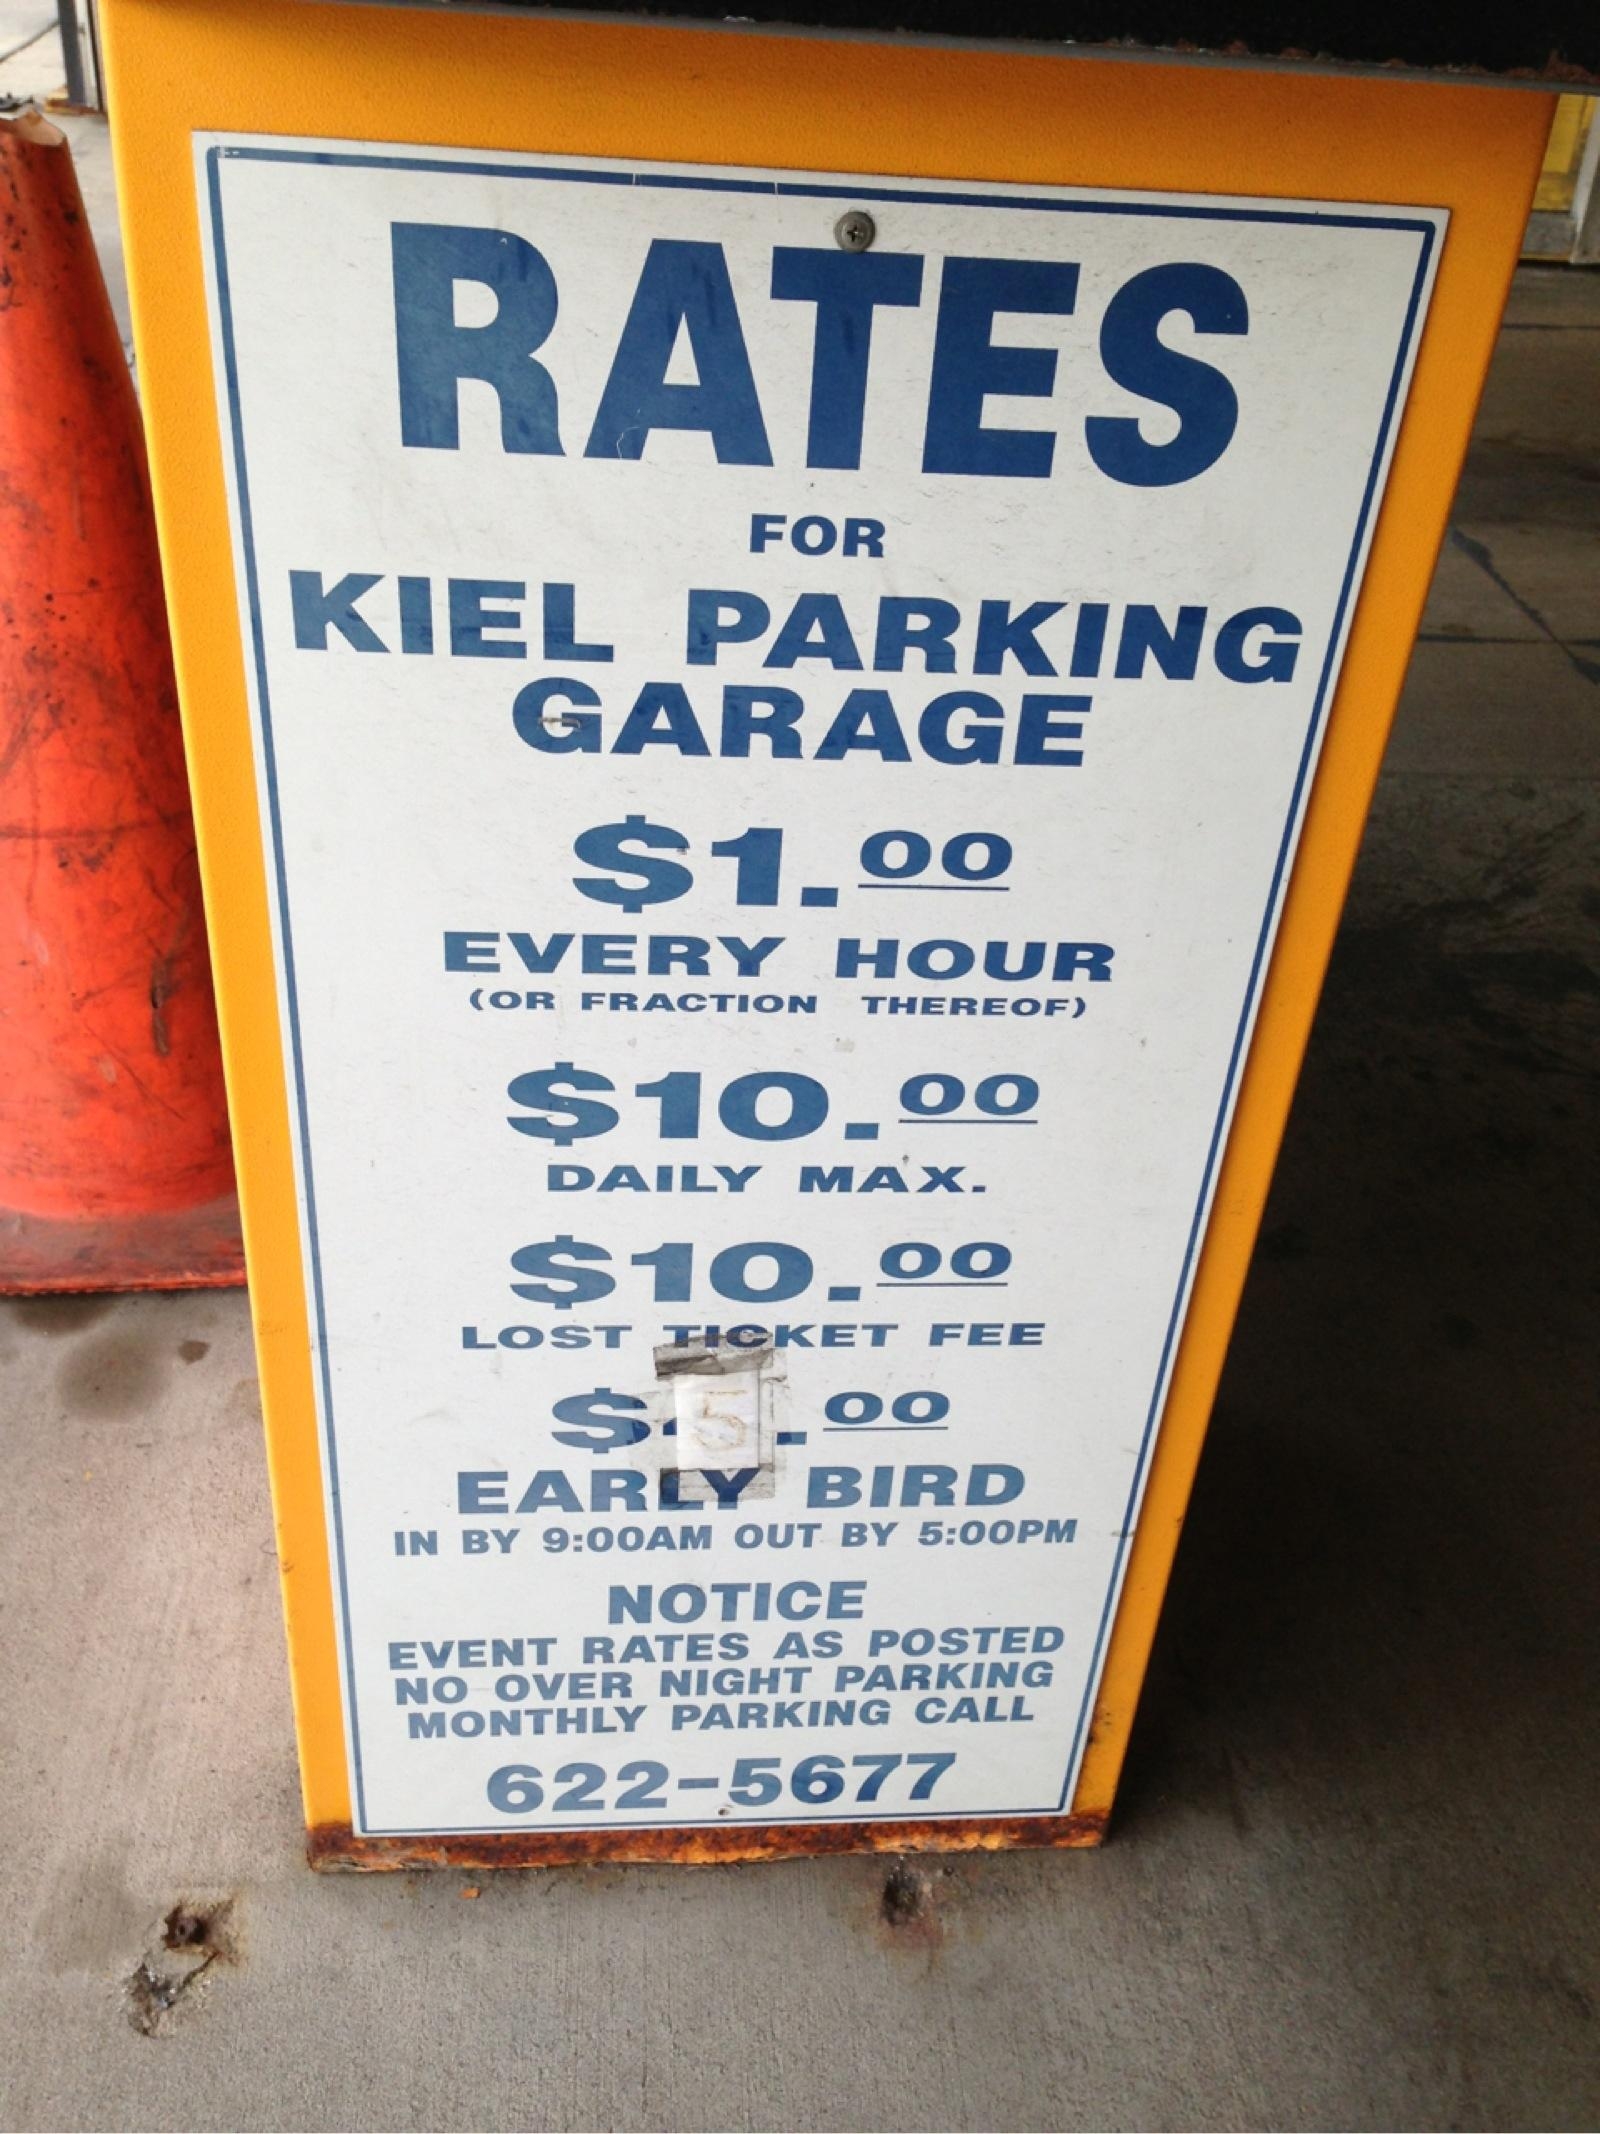 RATES
FOR
KIEL PARKING
GARAGE
$1.00
EVERY HOUR
(OR FRACTION THEREOF)
$10.00
DAILY MAX.
$10.00
LOST TICKET FEE
$5.00
EARLY BIRD
IN BY 9:00AM OUT BY 5:00PM
NOTICE
EVENT RATES AS POSTED
NO OVER NIGHT PARKING
MONTHLY PARKING CALL
622-5677